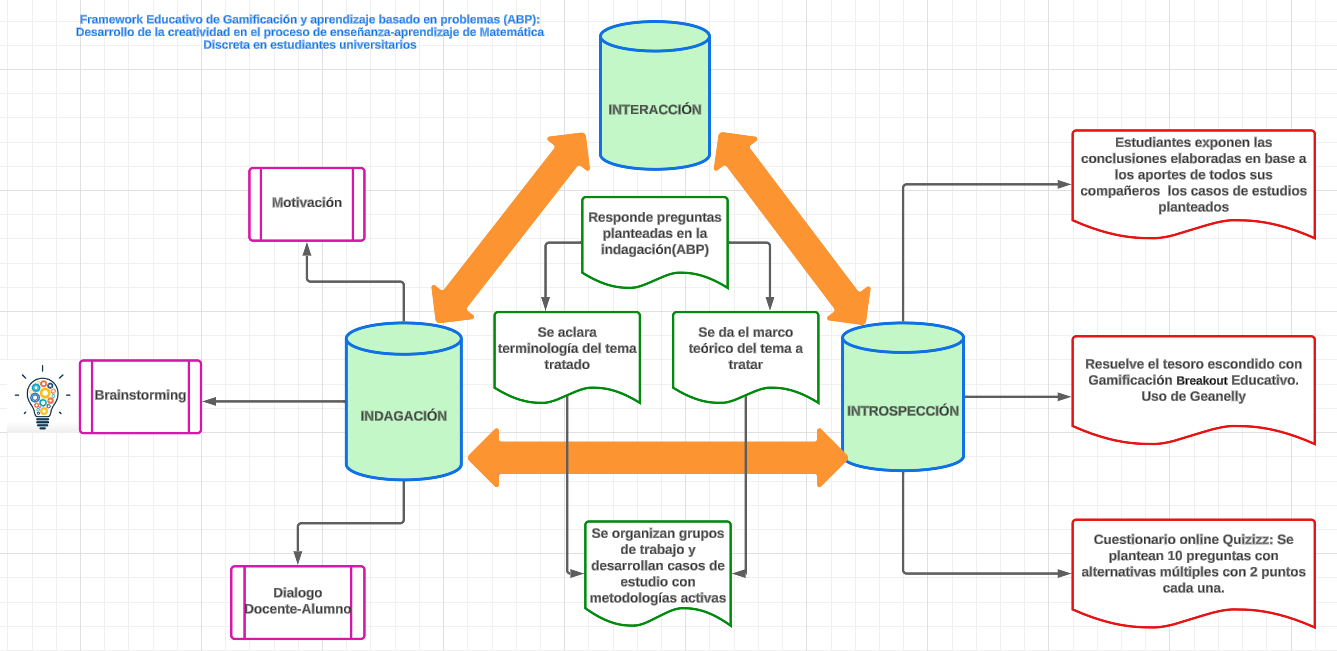 Framework Educativo de Gamificación y aprendizaje basado en problemas (ABP):
Desarrollo de la creatividad en el proceso de enseñanza-aprendizaje de Matemática
Discreta en estudiantes universitarios
INTERACCIÓN
Motivación
Brainstorming
INDAGACIÓN
Dialogo
Docente-Alumno
Responde preguntas
planteadas en la
indagación(ABP)
Se aclara
terminología del tema
tratado
Se da el marco
teórico del tema a
tratar
Se organizan grupos
de trabajo y
desarrollan casos de
estudio con
metodologías activas
INTROSPECCIÓN
Estudiantes exponen las
conclusiones elaboradas en base a
los aportes de todos sus
compañeros los casos de estudios
planteados
Resuelve el tesoro escondido con
Gamificación Breakout Educativo.
Uso de Geanelly
Cuestionario online Quizizz: Se
plantean 10 preguntas con
alternativas múltiples con 2 puntos
cada una.